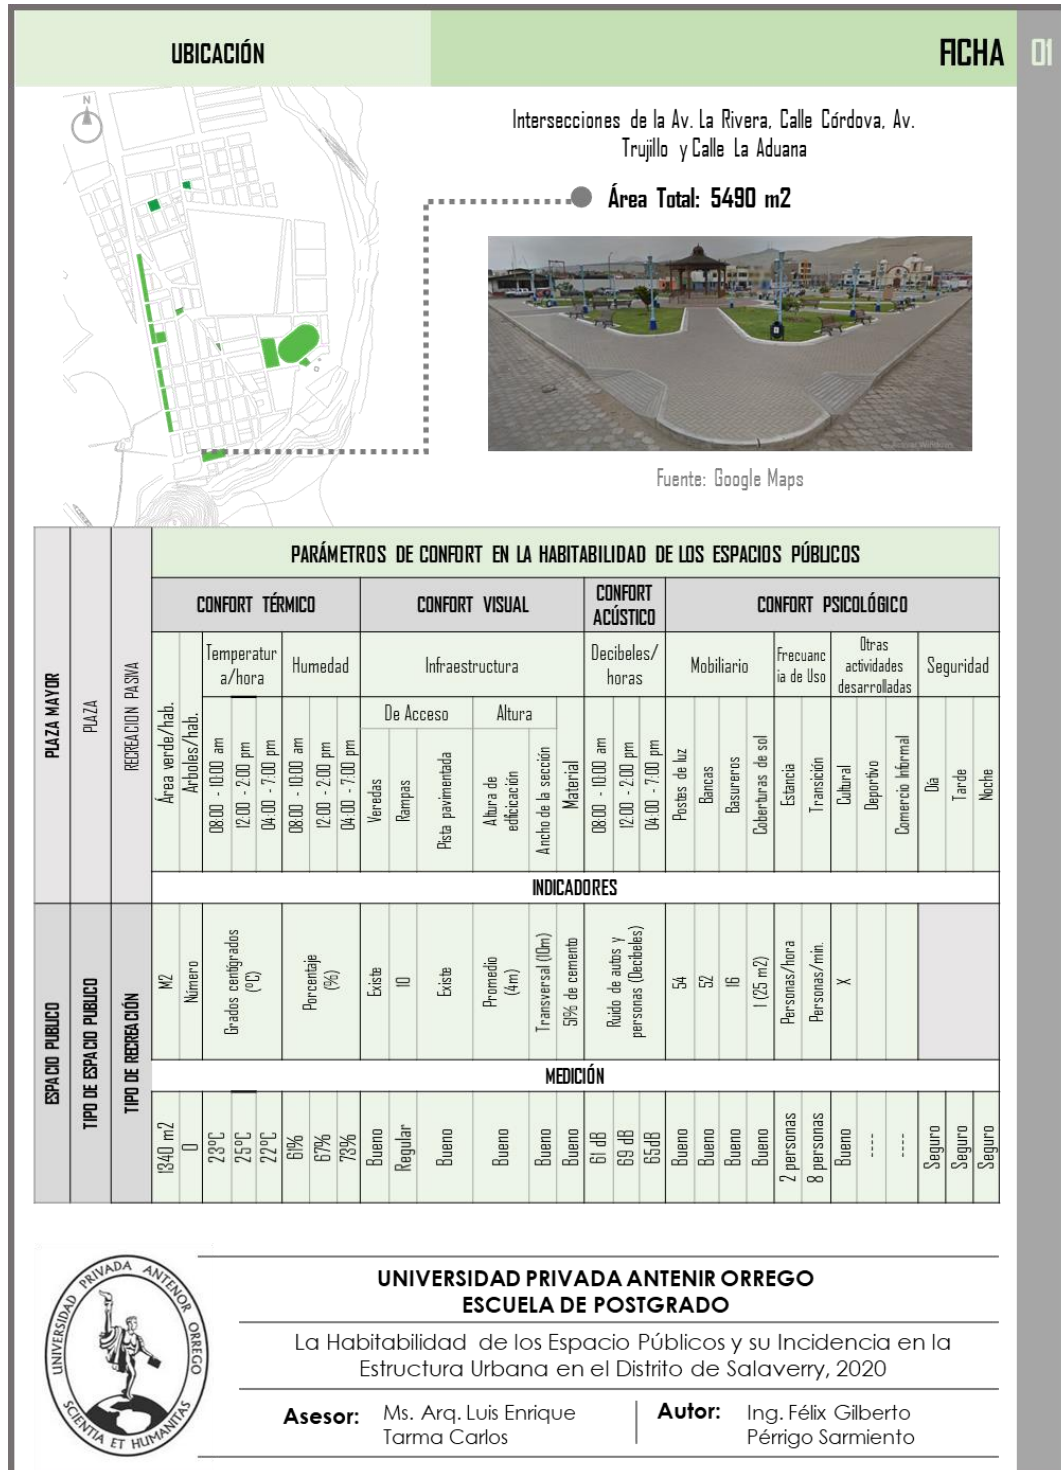 UBICACIÓN
FICHA
01
N
Intersecciones de la Av. La Rivera, Calle Córdova, Av.
Trujillo y Calle La Aduana
Área Total: 5490 m2
Fuente: Google Maps
PLAZA MAYOR
PLAZA
RECREACION PASIVA
PARÁMETROS DE CONFORT EN LA HABITABILIDAD DE LOS ESPACIOS PÚBLICOS
CONFORT TÉRMICO
CONFORT VISUAL
CONFORT
ACÚSTICO
CONFORT PSICOLÓGICO
Área verde/hab.
Arboles/hab.
Temperatur
a/hora
Humedad
Infraestructura
Decibeles/
horas
Mobiliario
Frecuanc
ia de Uso
Otras
actividades
desarrolladas
Seguridad
De Acceso
Altura
08:00 - 10:00 am
12:00 - 2:00 pm
04:00 - 7:00 pm
08:00 - 10:00 am
12:00 - 2:00 pm
04:00 - 7:00 pm
Veredas
Rampas
Pista pavimentada
Altura de
edificicación
Ancho de la sección
Material
08:00 - 10:00 am
12:00 - 2:00 pm
04:00 - 7:00 pm
Postes de luz
Bancas
Basureros
Coberturas de sol
Estancia
Transición
Cultural
Deportivo
Comercio Informal
Día
Tarde
Noche
INDICADORES
ESPACIO PUBLICO
TIPO DE ESPACIO PUBLICO
TIPO DE RECREACIÓN
M2
Número
Grados centígrados
(ºC)
Porcentaje
(%)
Existe
10
Existe
Promedio
(4m)
Transversal (10m)
51% de cemento
Ruido de autos y
personas (Decibeles)
54
52
16
1 (25 m2)
Personas/hora
Personas/min.
X
MEDICIÓN
1340 m2
0
23ºC
25ºC
22ºC
61%
67%
73%
Bueno
Regular
Bueno
Bueno
Bueno
Bueno
61 dB
69 dB
65dB
Bueno
Bueno
Bueno
Bueno
2 personas
8 personas
Bueno
----
----
Seguro
Seguro
Seguro
UNIVERSIDAD PRIVADA ANTENOR ORREGO
SCIENTIA ET HUMANITAS
UNIVERSIDAD PRIVADA ANTENIR ORREGO
ESCUELA DE POSTGRADO
La Habitabilidad de los Espacio Públicos y su Incidencia en la
Estructura Urbana en el Distrito de Salaverry, 2020
Asesor: Ms. Arq. Luis Enrique
Tarma Carlos
Autor: Ing. Félix Gilberto
Pérrigo Sarmiento